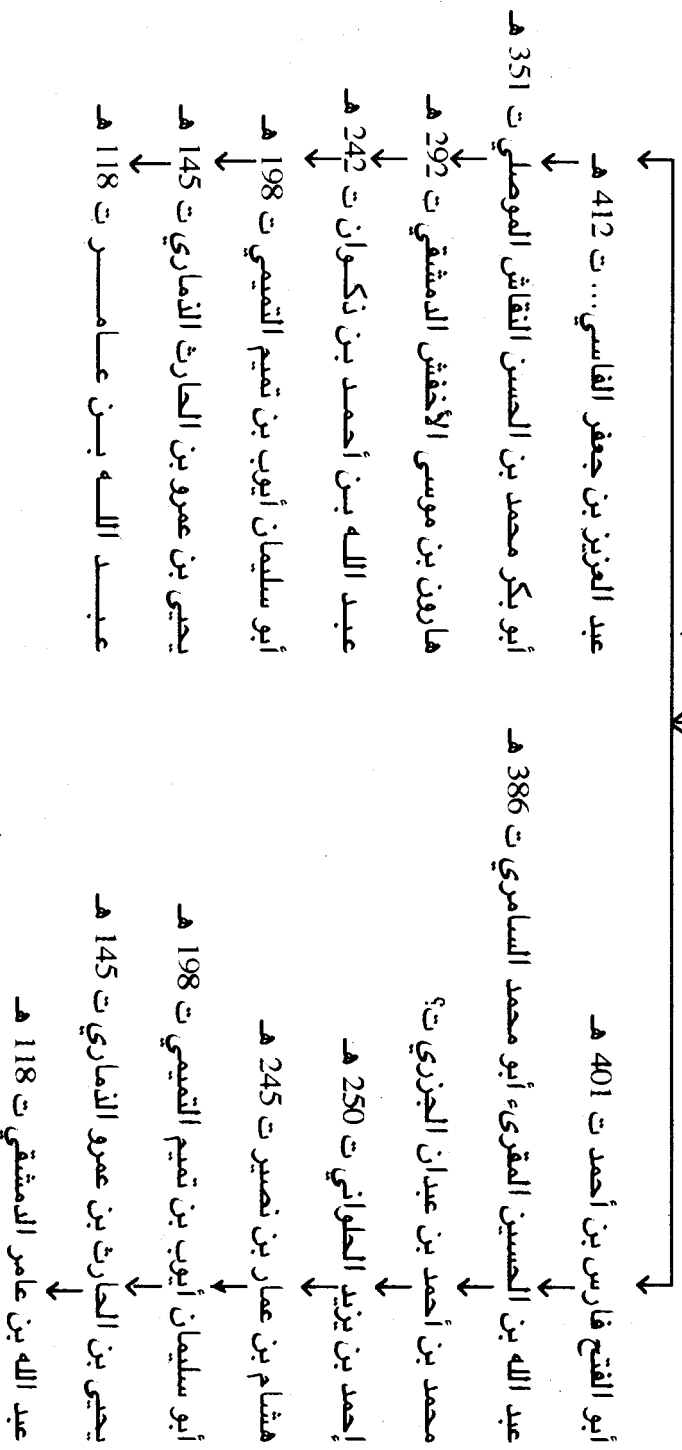 أبو الفتح فارس بن أحمد ت 401 هـ
عبد الله بن الحسين المقرىء أبو محمد السامري ت 386 هـ
محمد بن أحمد بن عبدان الجزري ت؟
إحمد بن يزيد الحلواني ت 250 هـ
هشام بن عمار بن نصير ت 245 هـ
أبو سليمان أيوب بن تميم التميمي ت 198 هـ
يحيى بن الحارث بن عمرو الذماري ت 145 هـ
عبد الله بن عامر الدمشقي ت 118 هـ
عبد العزيز بن جعفر الفاسي... ت 412 هـ
أبو بكر محمد بن الحسن النقاش الموصلي ت 351 هـ
هارون بن موسى الأخفش الدمشقي ت 292 هـ
عبد الله بن أحمد بن ذكوان ت 242 هـ
أبو سليمان أيوب بن تميم التميمي ت 198 هـ
يحيى بن عمرو بن الحارث الذماري ت 145 هـ
عبد الله بن عامر ت 118 هـ